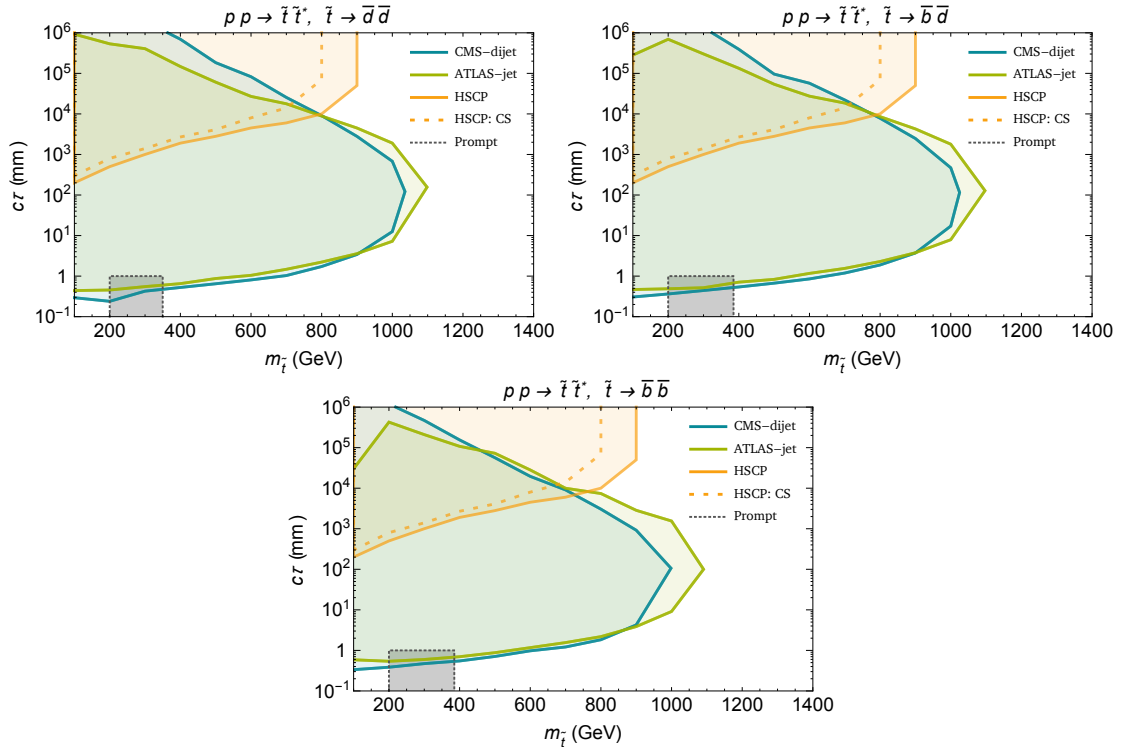 p p → t̃ t̃*, t̃ → d̄ d̄
10⁶
10⁵
10⁴
10³
10²
10¹
1
10⁻¹
cτ (mm)
CMS–dijet
ATLAS–jet
HSCP
HSCP: CS
Prompt
200 400 600 800 1000 1200 1400
m_t̃ (GeV)
p p → t̃ t̃*, t̃ → b̄ d̄
10⁶
10⁵
10⁴
10³
10²
10¹
1
10⁻¹
cτ (mm)
CMS–dijet
ATLAS–jet
HSCP
HSCP: CS
Prompt
200 400 600 800 1000 1200 1400
m_t̃ (GeV)
p p → t̃ t̃*, t̃ → b̄ b̄
10⁶
10⁵
10⁴
10³
10²
10¹
1
10⁻¹
cτ (mm)
CMS–dijet
ATLAS–jet
HSCP
HSCP: CS
Prompt
200 400 600 800 1000 1200 1400
m_t̃ (GeV)